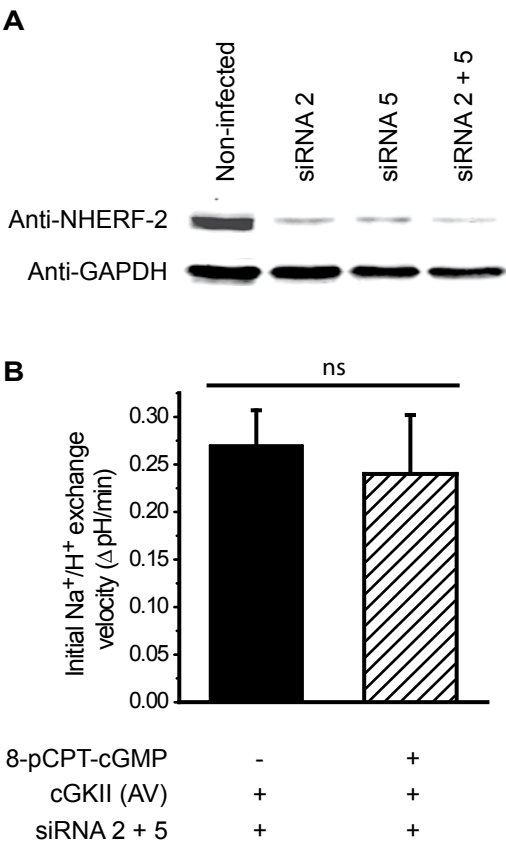 A
Non-infected
siRNA 2
siRNA 5
siRNA 2 + 5
Anti-NHERF-2
Anti-GAPDH
B
ns
Initial Na+/H+ exchange
velocity (Δ pH/min)
0.30
0.25
0.20
0.15
0.10
0.05
0.00
8-pCPT-cGMP - +
cGKII (AV) + +
siRNA 2 + 5 + +